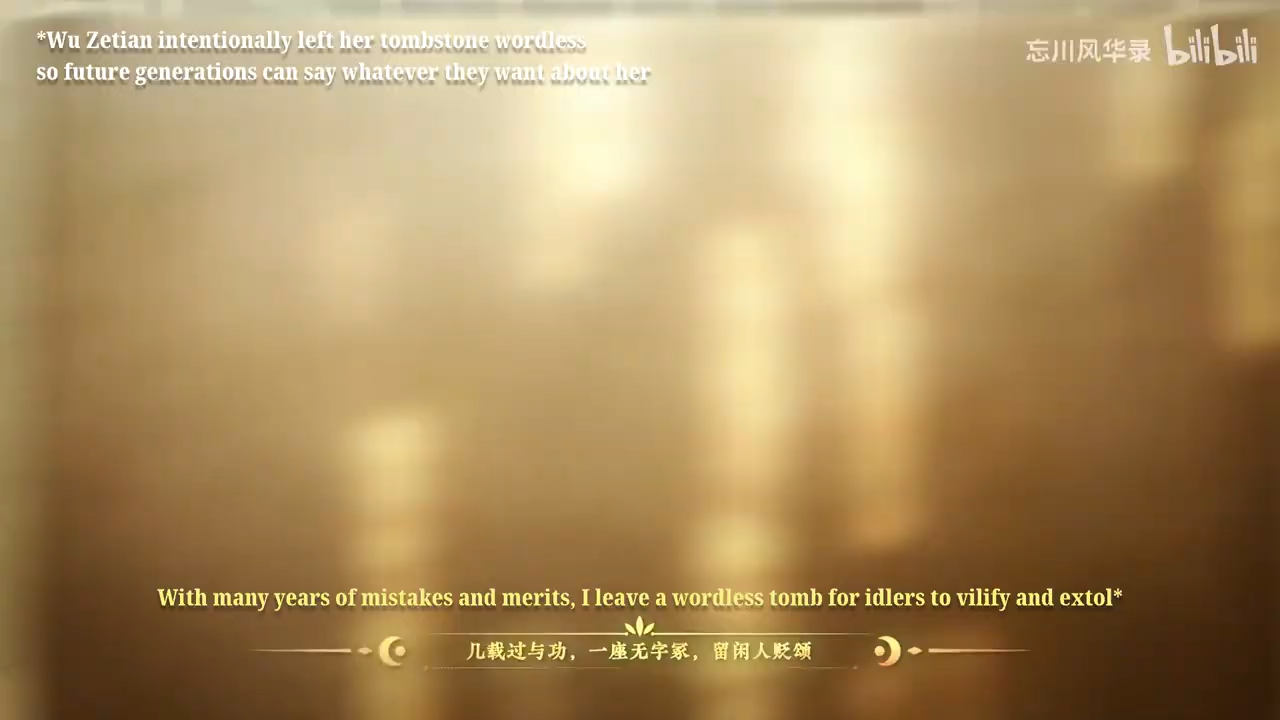 *Wu Zetian intentionally left her tombstone wordless
so future generations can say whatever they want about her
忘川风华录 bilibili
With many years of mistakes and merits, I leave a wordless tomb for idlers to vilify and extol*
几载过与功，一座无字冢，留闲人贬颂